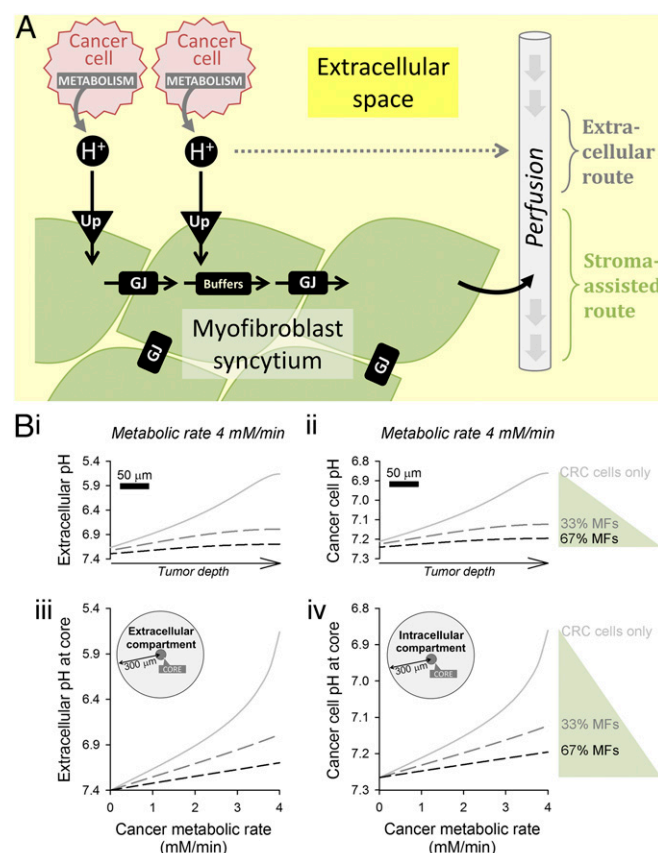 A
Cancer
cell
METABOLISM
Cancer
cell
METABOLISM
Extracellular
space
H+
H+
Up
Up
GJ
Buffers
GJ
GJ
GJ
Myofibroblast
syncytium
Perfusion
Extra-
cellular
route
Stroma-
assisted
route
Bi
Metabolic rate 4 mM/min
Extracellular pH
5.4
5.9
6.4
6.9
7.4
50 μm
Tumor depth
ii
Metabolic rate 4 mM/min
Cancer cell pH
6.8
6.9
7.0
7.1
7.2
7.3
50 μm
Tumor depth
CRC cells only
33% MFs
67% MFs
iii
Extracellular pH at core
5.4
5.9
6.4
6.9
7.4
Extracellular
compartment
300 μm
CORE
0 1 2 3 4
Cancer metabolic rate
(mM/min)
iv
Cancer cell pH at core
6.8
6.9
7.0
7.1
7.2
7.3
Intracellular
compartment
300 μm
CORE
0 1 2 3 4
Cancer metabolic rate
(mM/min)
CRC cells only
33% MFs
67% MFs